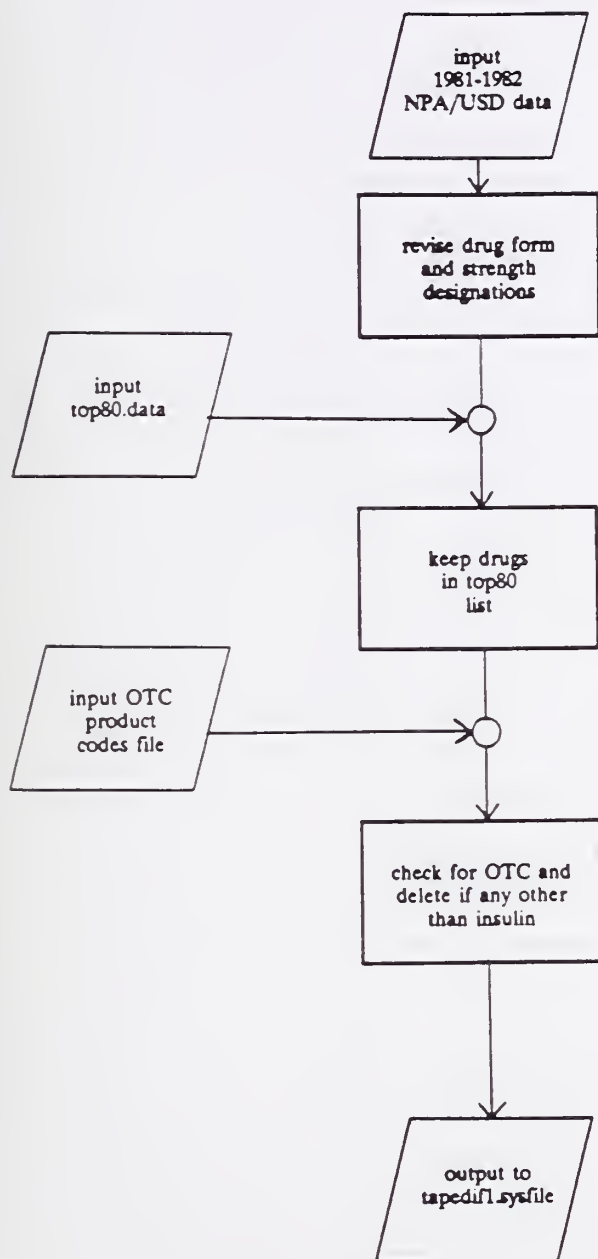 input
1981-1982
NPA/USD data
revise drug form
and strength
designations
input
top80.data
keep drugs
in top80
list
input OTC
product
codes file
check for OTC and
delete if any other
than insulin
output to
tapedif1.sysfile